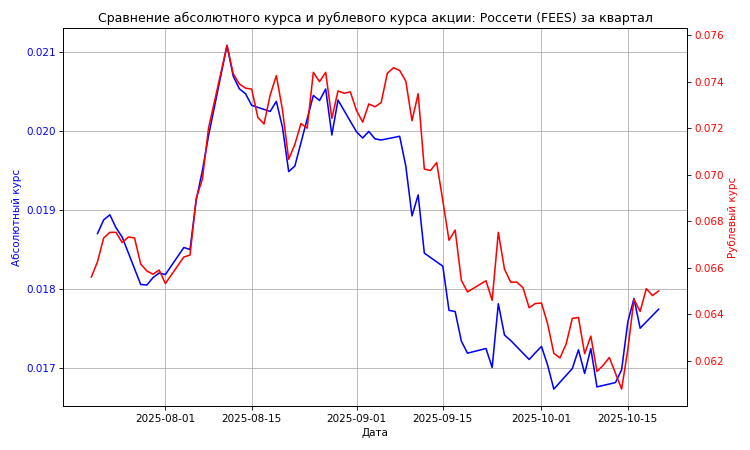 Сравнение абсолютного курса и рублевого курса акции: Россети (FEES) за квартал
Абсолютный курс
0.021
0.020
0.019
0.018
0.017
0.076
0.074
0.072
0.070
0.068
0.066
0.064
0.062
Рублевый курс
2025-08-01 2025-08-15 2025-09-01 2025-09-15 2025-10-01 2025-10-15
Дата